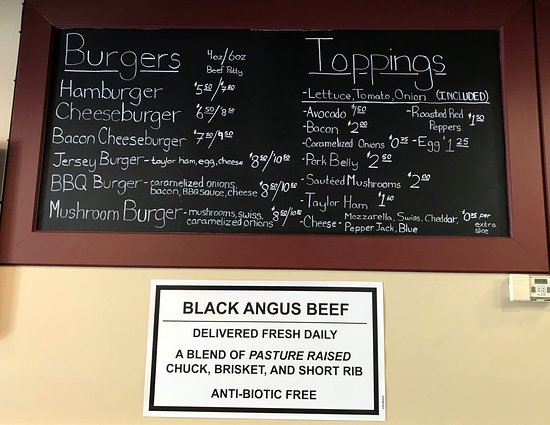 Burgers 4oz/6oz
Beef Patty
Hamburger $5.50/7.50
Cheeseburger $6.50/8.50
Bacon Cheeseburger $7.50/9.50
Jersey Burger - taylor ham, egg, cheese $8.50/10.50
BBQ Burger - caramelized onions, bacon, BBQ sauce, cheese $8.50/10.50
Mushroom Burger - mushrooms, swiss, caramelized onions $8.50/10.50
Toppings
- Lettuce, Tomato, Onion (INCLUDED)
- Avocado $1.50
- Bacon $2.00
- Caramelized Onions $0.75
- Pork Belly $2.50
- Sautéed Mushrooms $2.00
- Taylor Ham
- Cheese - Mozzarella, Swiss, Cheddar, Pepper Jack, Blue per extra slice
- Roasted Red Peppers $1.50
- Egg $1.25
BLACK ANGUS BEEF
DELIVERED FRESH DAILY
A BLEND OF PASTURE RAISED
CHUCK, BRISKET, AND SHORT RIB
ANTI-BIOTIC FREE